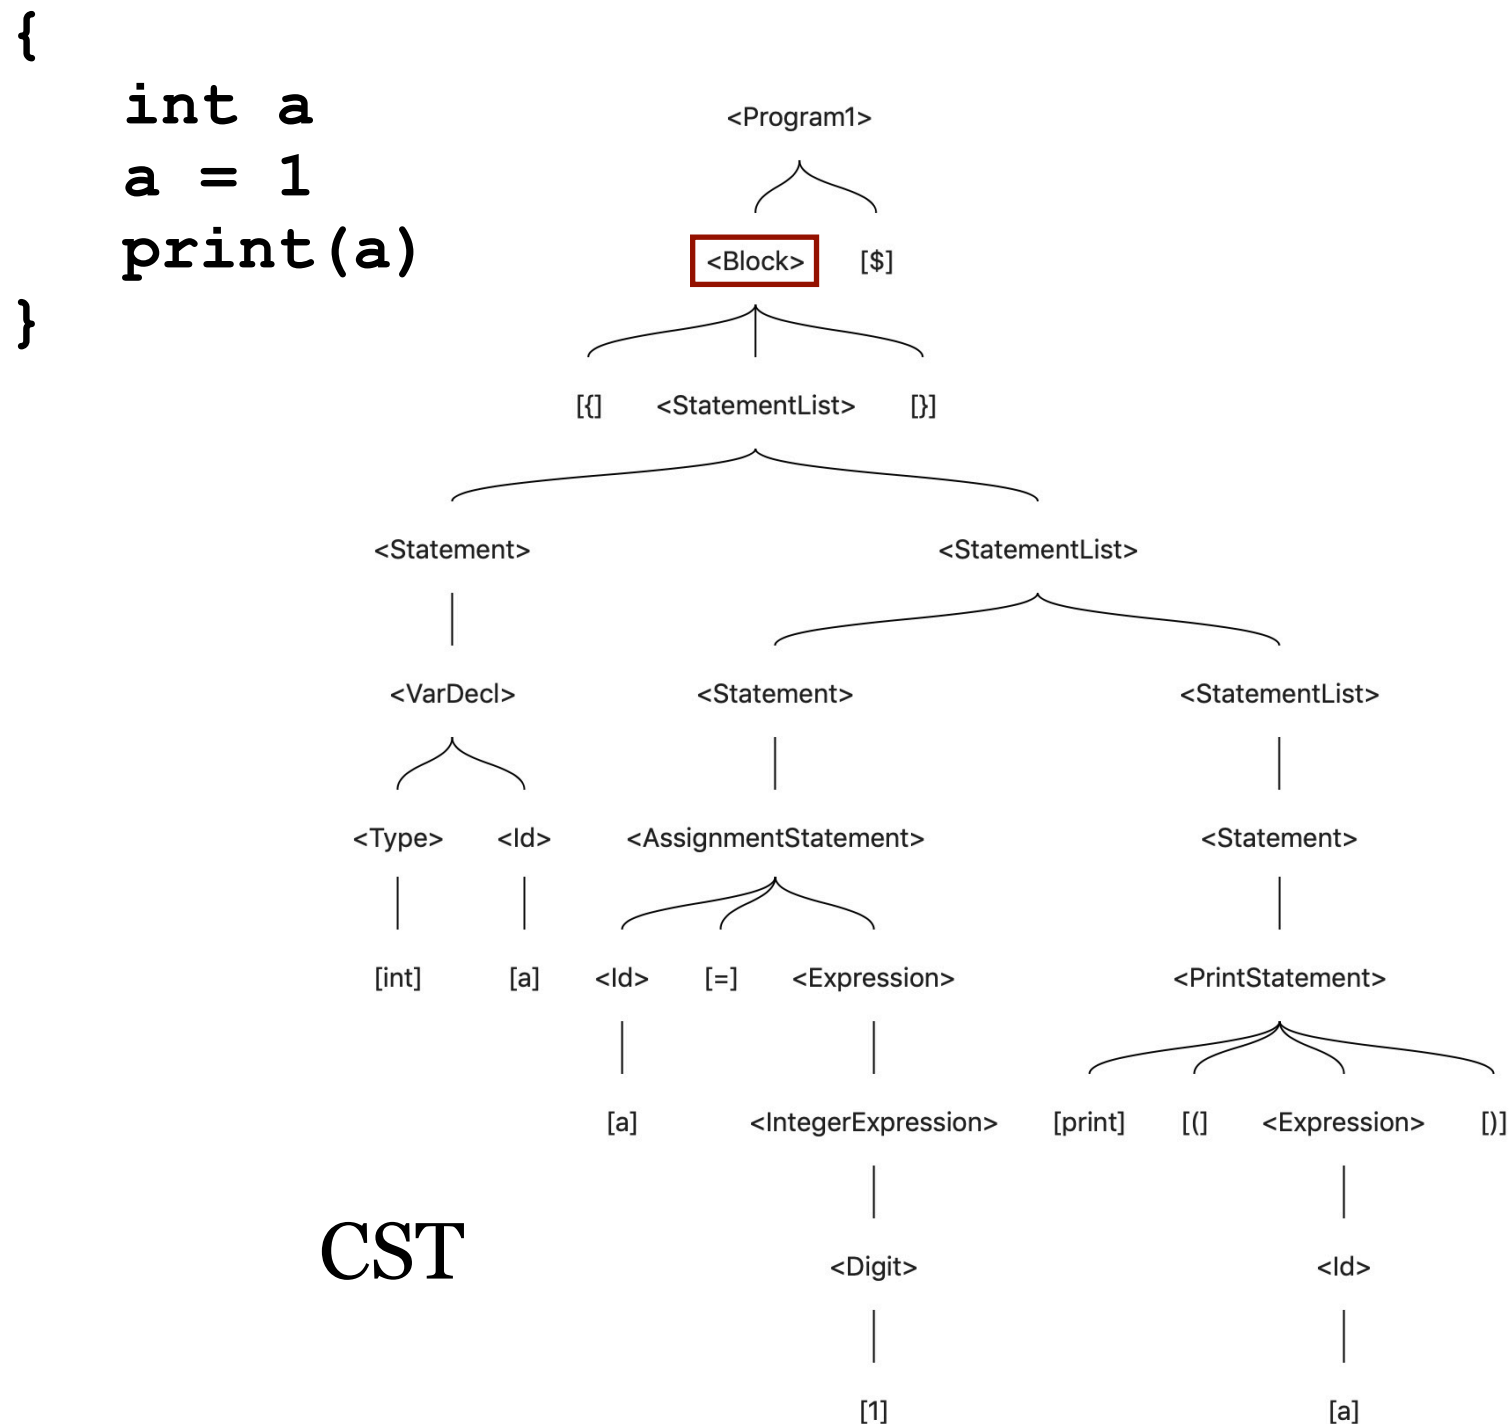 {
int a
a = 1
print(a)
}
<Program1>
<Block> [$]
[{] <StatementList> [}]
<Statement> <StatementList>
<VarDecl> <Statement> <StatementList>
<Type> <Id> <AssignmentStatement> <Statement>
[int] [a] <Id> [=] <Expression> <PrintStatement>
[a] <IntegerExpression> [print] [(] <Expression> [)]
CST
<Digit> <Id>
[1] [a]